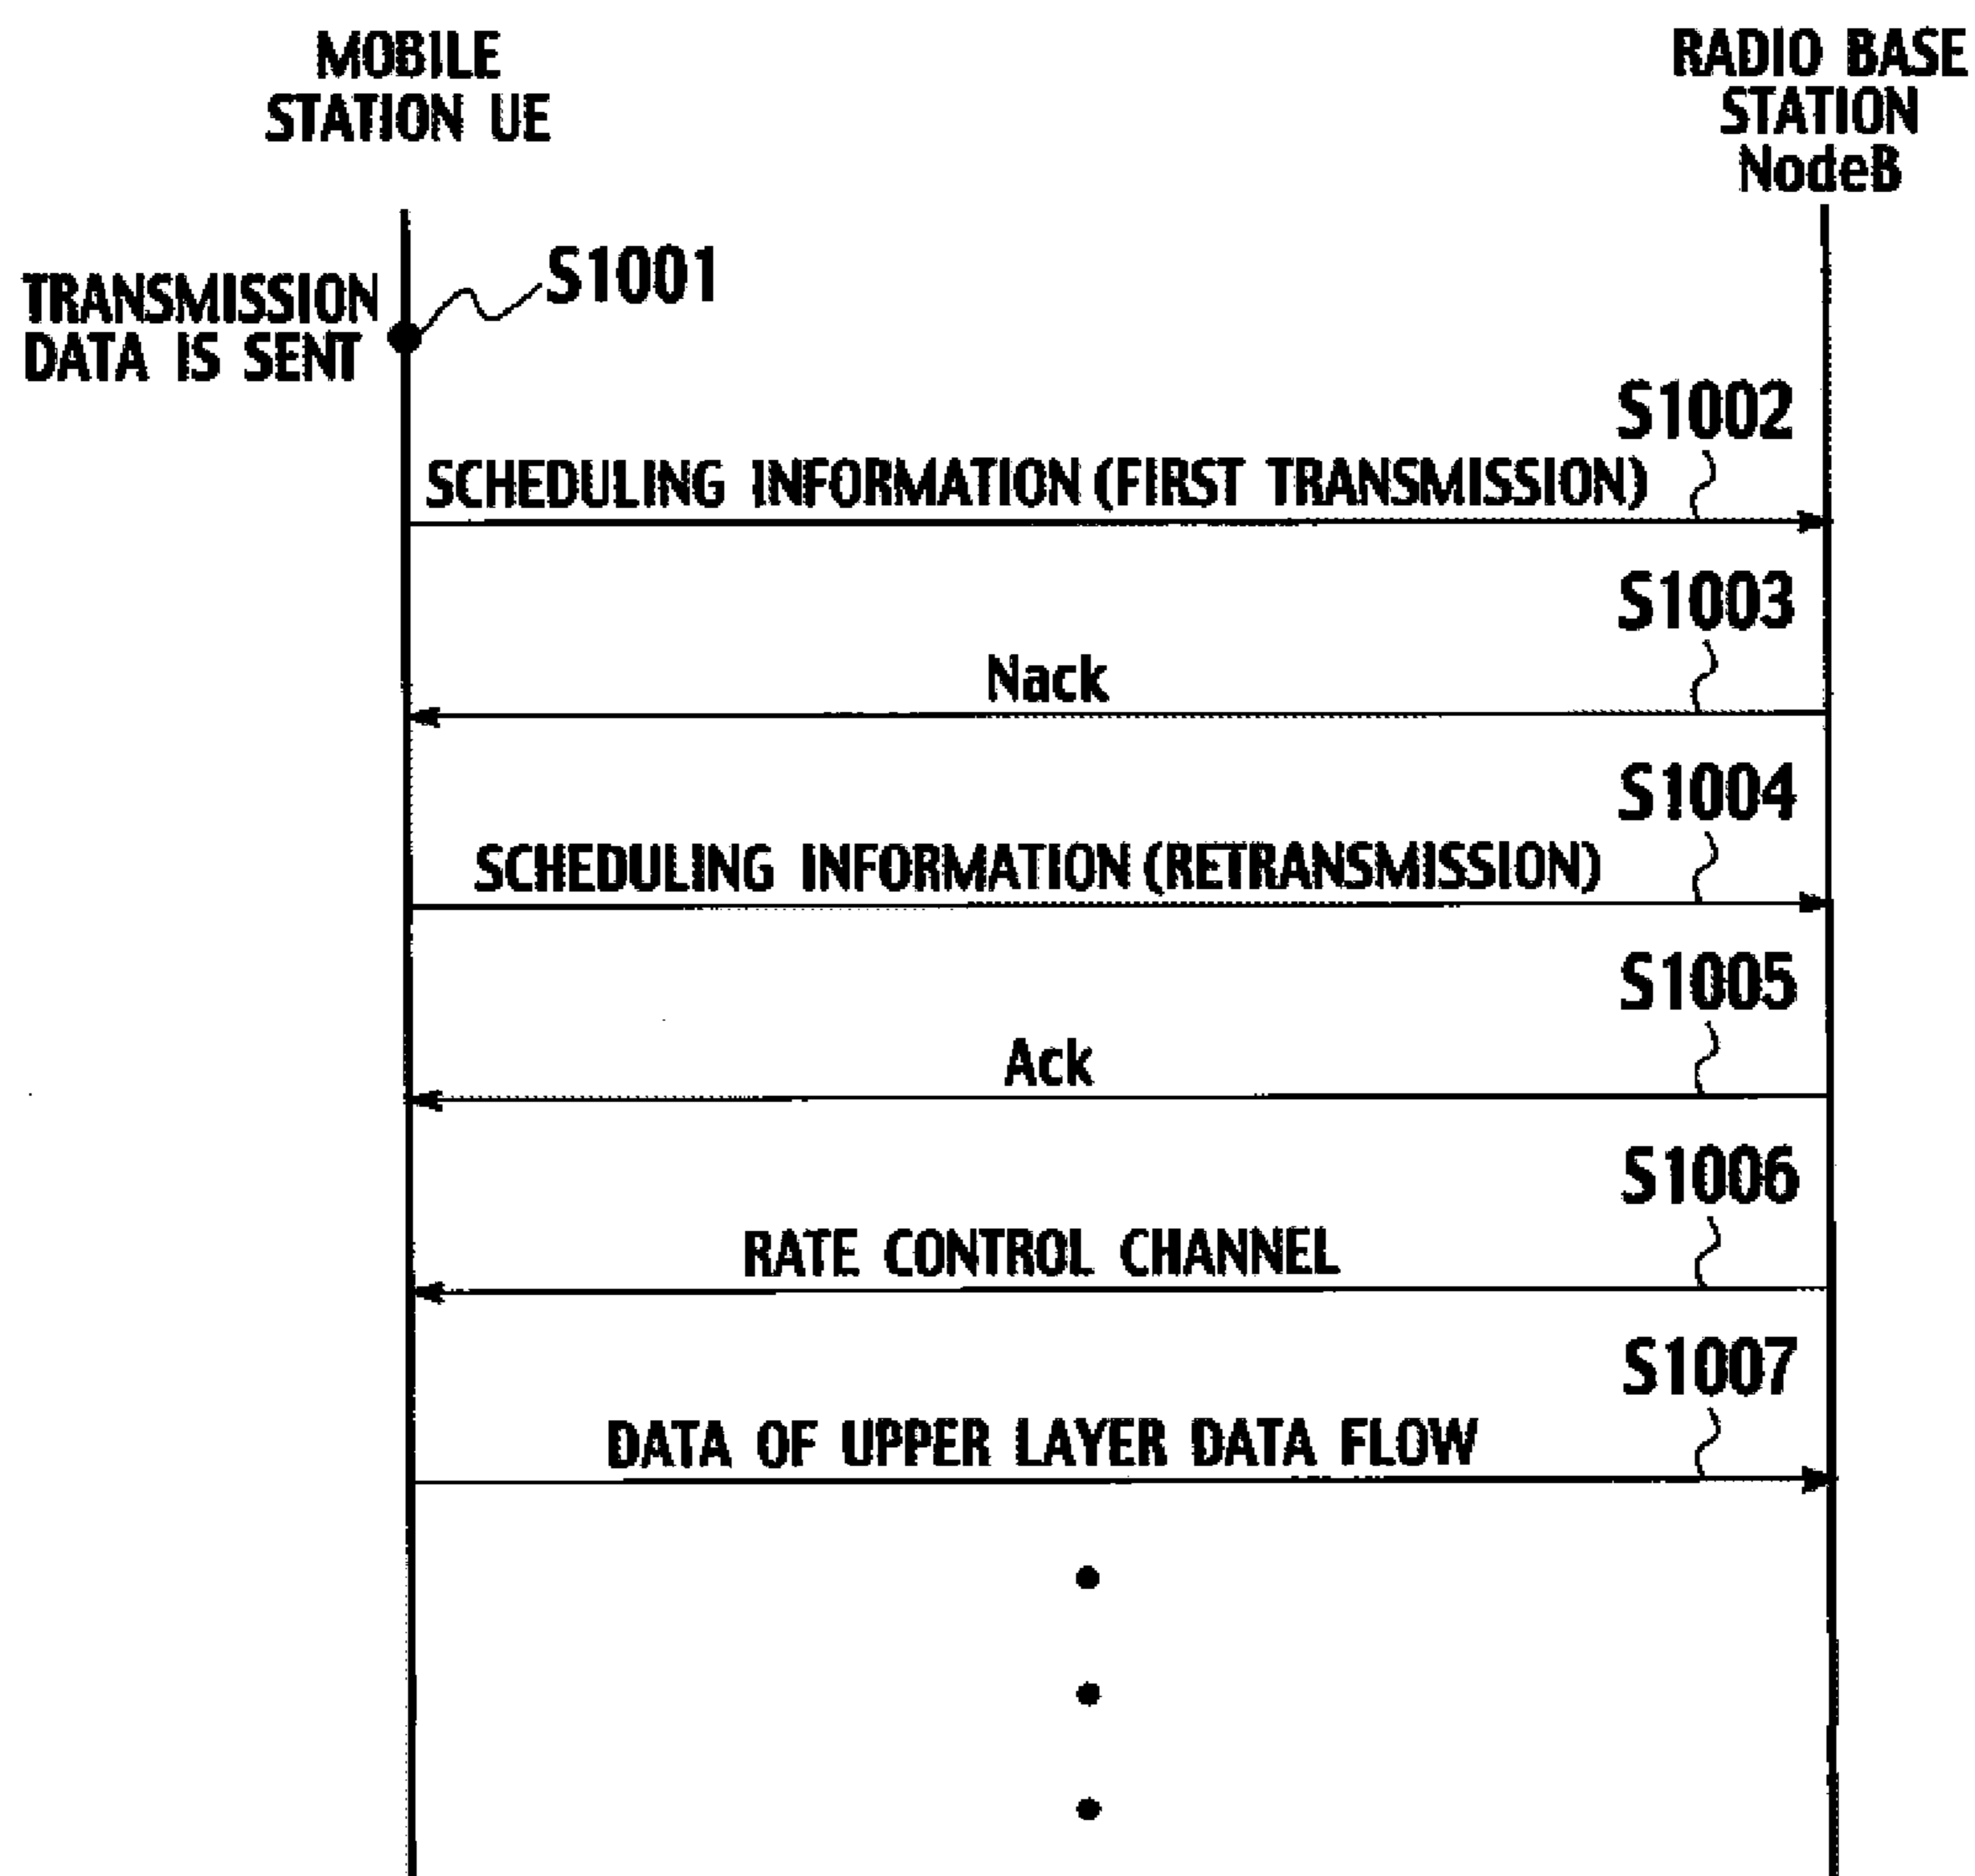 MOBILE
STATION UE
RADIO BASE
STATION
NodeB
S1001
TRANSMISSION
DATA IS SENT
S1002
SCHEDULING INFORMATION (FIRST TRANSMISSION)
S1003
Nack
S1004
SCHEDULING INFORMATION (RETRANSMISSION)
S1005
Ack
S1006
RATE CONTROL CHANNEL
S1007
DATA OF UPPER LAYER DATA FLOW